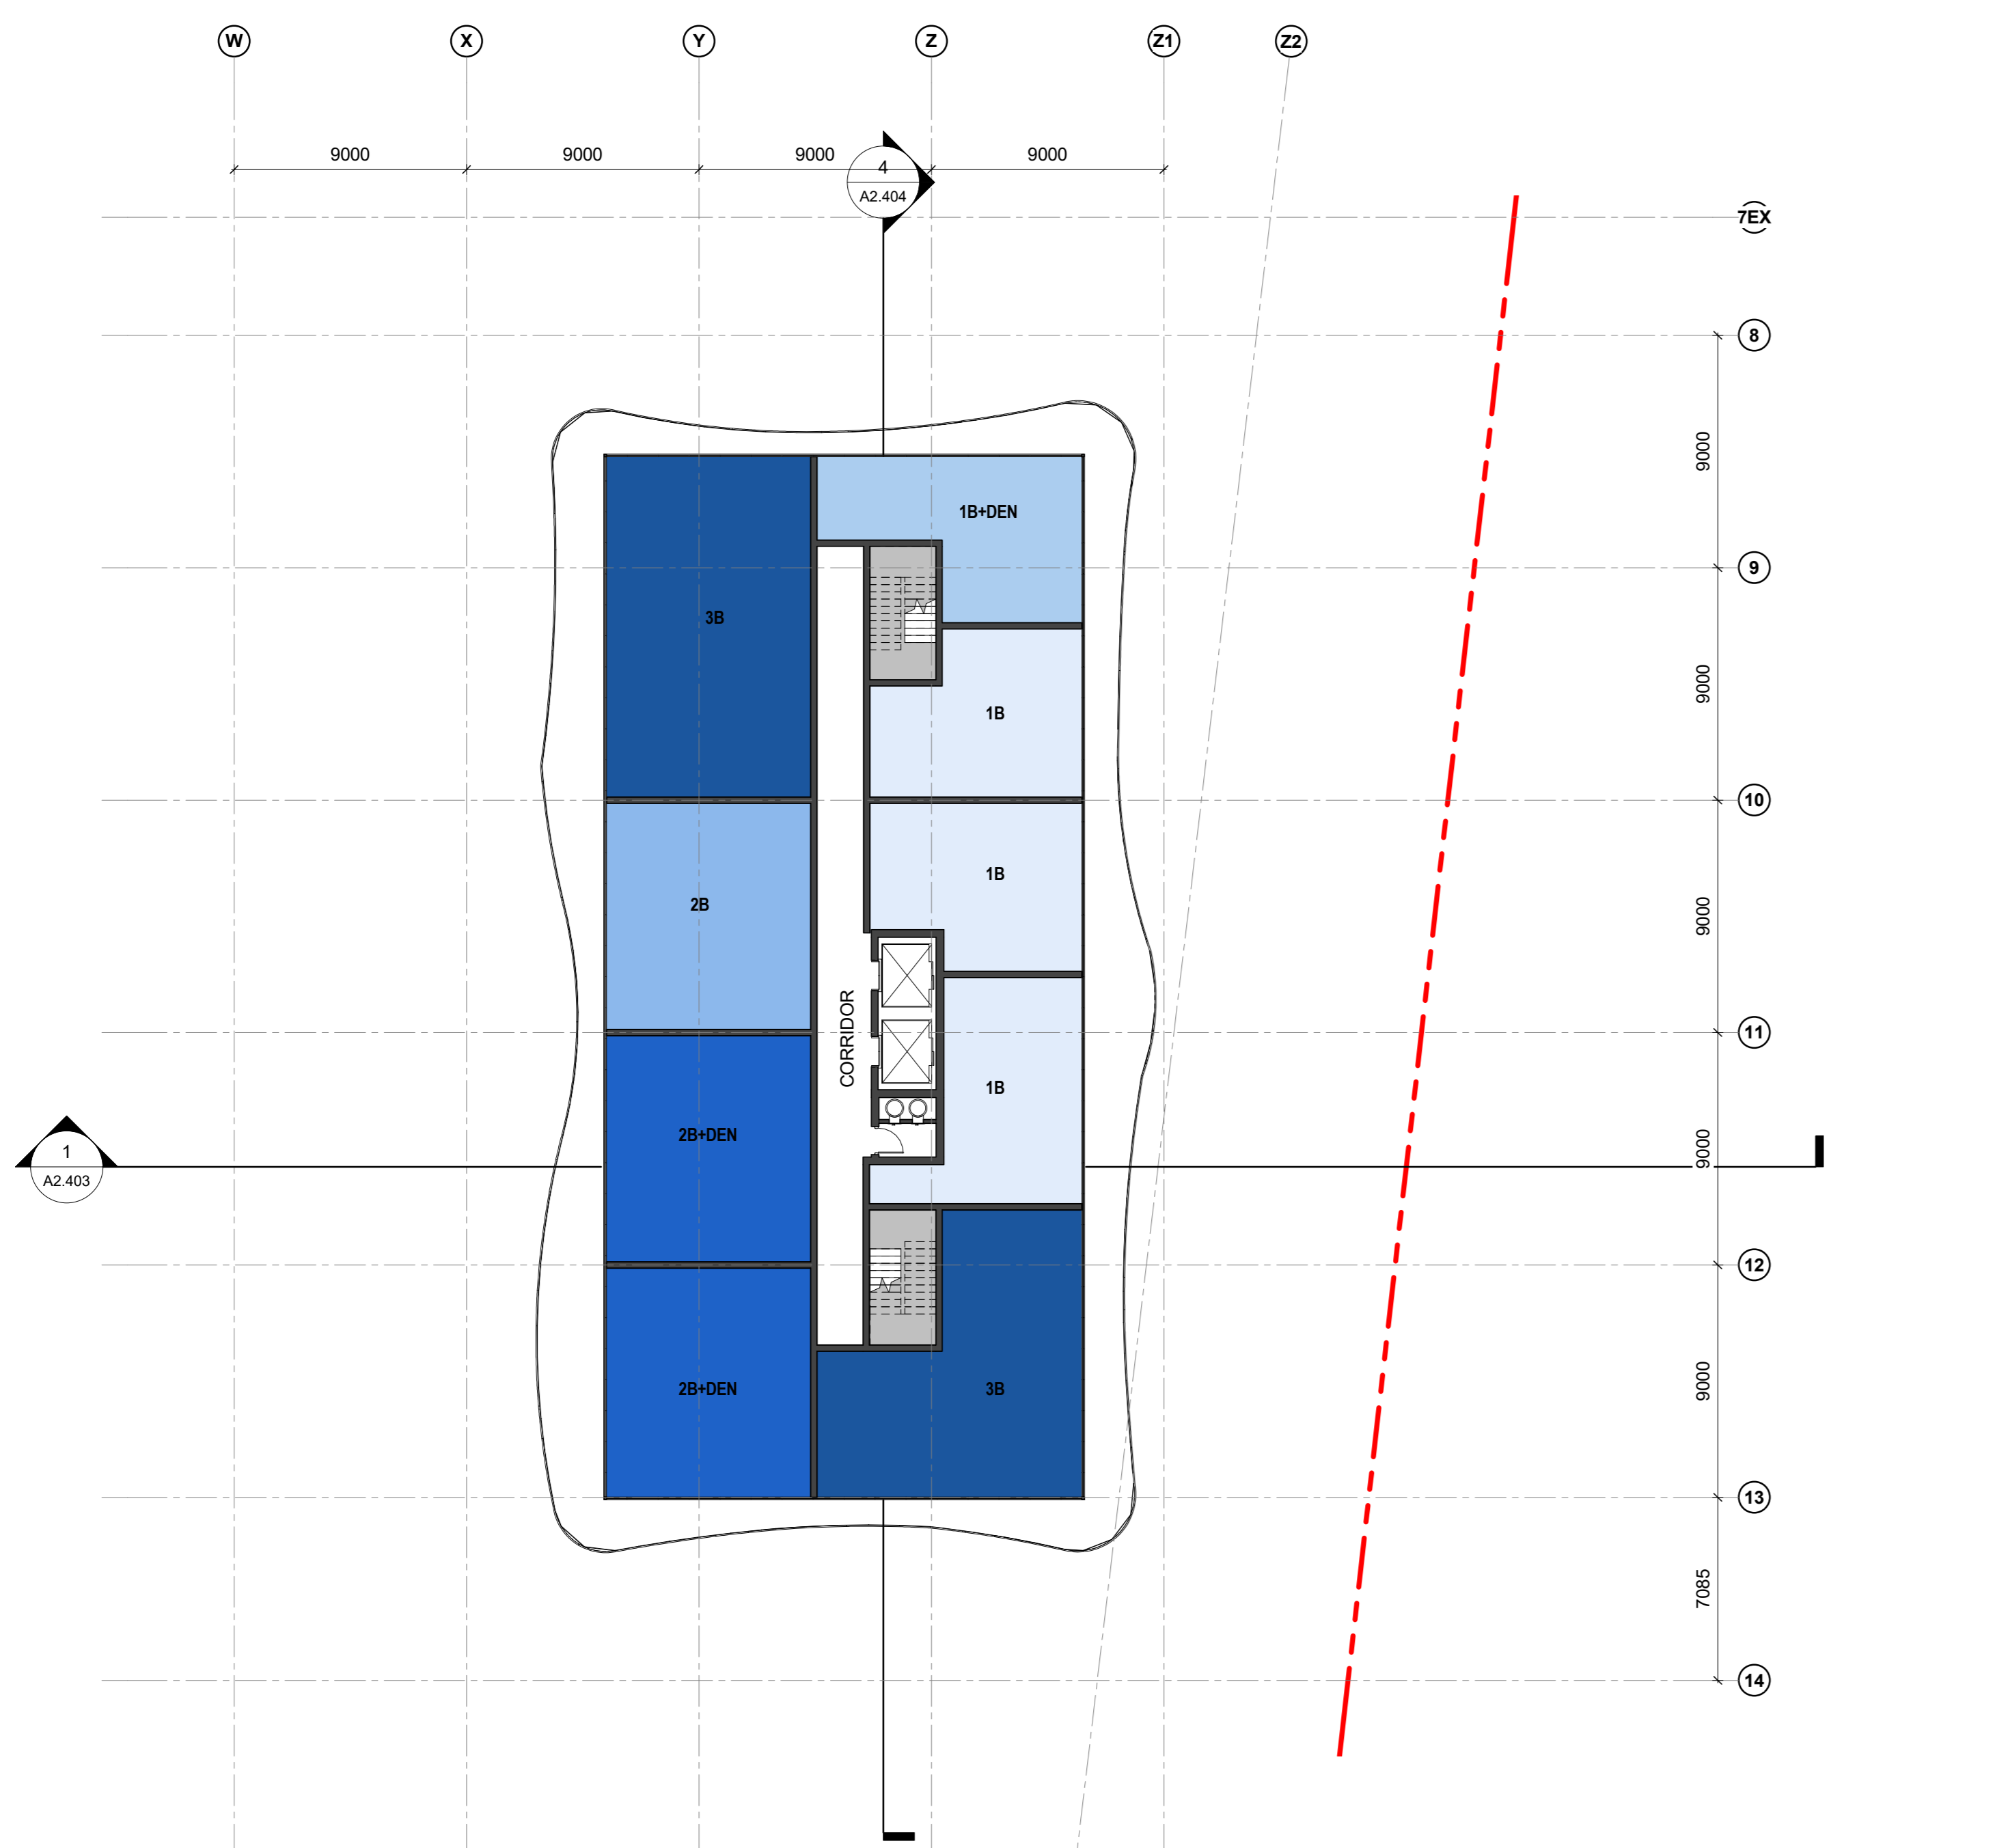 W
X
Y
Z
Z1
Z2
9000
9000
9000
9000
4
A2.404
7EX
8
9000
1B+DEN
9
3B
9000
1B
10
1B
2B
9000
CORRIDOR
11
1B
2B+DEN
9000
1
A2.403
12
9000
2B+DEN
3B
13
7085
14